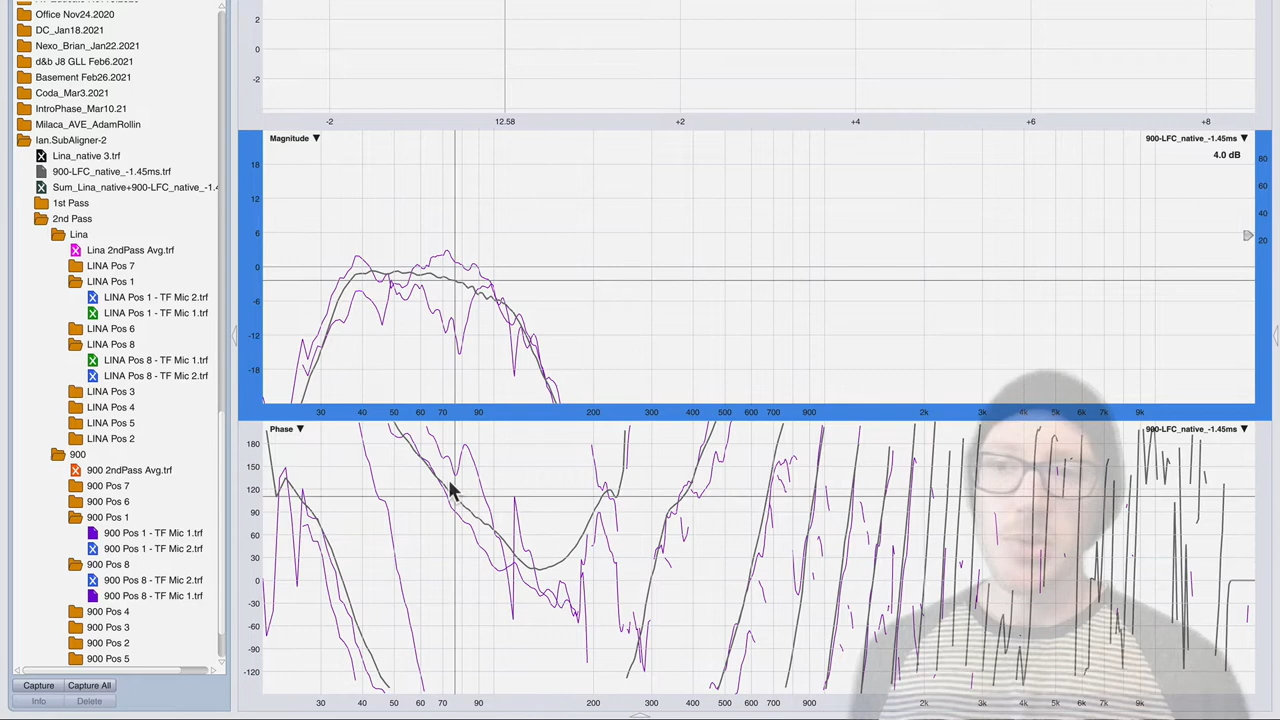 Office Nov24.2020
DC_Jan18.2021
Nexo_Brian_Jan22.2021
d&b J8 GLL Feb6.2021
Basement Feb26.2021
Coda_Mar3.2021
IntroPhase_Mar10.21
Milaca_AVE_AdamRollin
Ian.SubAligner-2
Lina_native 3.trf
900-LFC_native_-1.45ms.trf
Sum_Lina_native+900-LFC_native_-1.4
1st Pass
2nd Pass
Lina
Lina 2ndPass Avg.trf
LINA Pos 7
LINA Pos 1
LINA Pos 1 - TF Mic 2.trf
LINA Pos 1 - TF Mic 1.trf
LINA Pos 6
LINA Pos 8
LINA Pos 8 - TF Mic 1.trf
LINA Pos 8 - TF Mic 2.trf
LINA Pos 3
LINA Pos 4
LINA Pos 5
LINA Pos 2
900
900 2ndPass Avg.trf
900 Pos 7
900 Pos 6
900 Pos 1
900 Pos 1 - TF Mic 1.trf
900 Pos 1 - TF Mic 2.trf
900 Pos 8
900 Pos 8 - TF Mic 2.trf
900 Pos 8 - TF Mic 1.trf
900 Pos 4
900 Pos 3
900 Pos 2
900 Pos 5
Capture Capture All
Info Delete
2
0
-2
-2 12.58 +2 +4 +6 +8
Magnitude ▼ 900-LFC_native_-1.45ms ▼
4.0 dB
18 80
12 60
6 40
0 20
-6
-12
-18
30 40 50 60 70 90 200 300 400 500 600 700 900 2k 3k 4k 5k 6k 7k 9k
Phase ▼ 900-LFC_native_-1.45ms ▼
180
150
120
90
60
30
0
-30
-60
-90
-120
30 40 50 60 70 90 200 300 400 500 600 700 900 2k 3k 4k 5k 6k 7k 9k